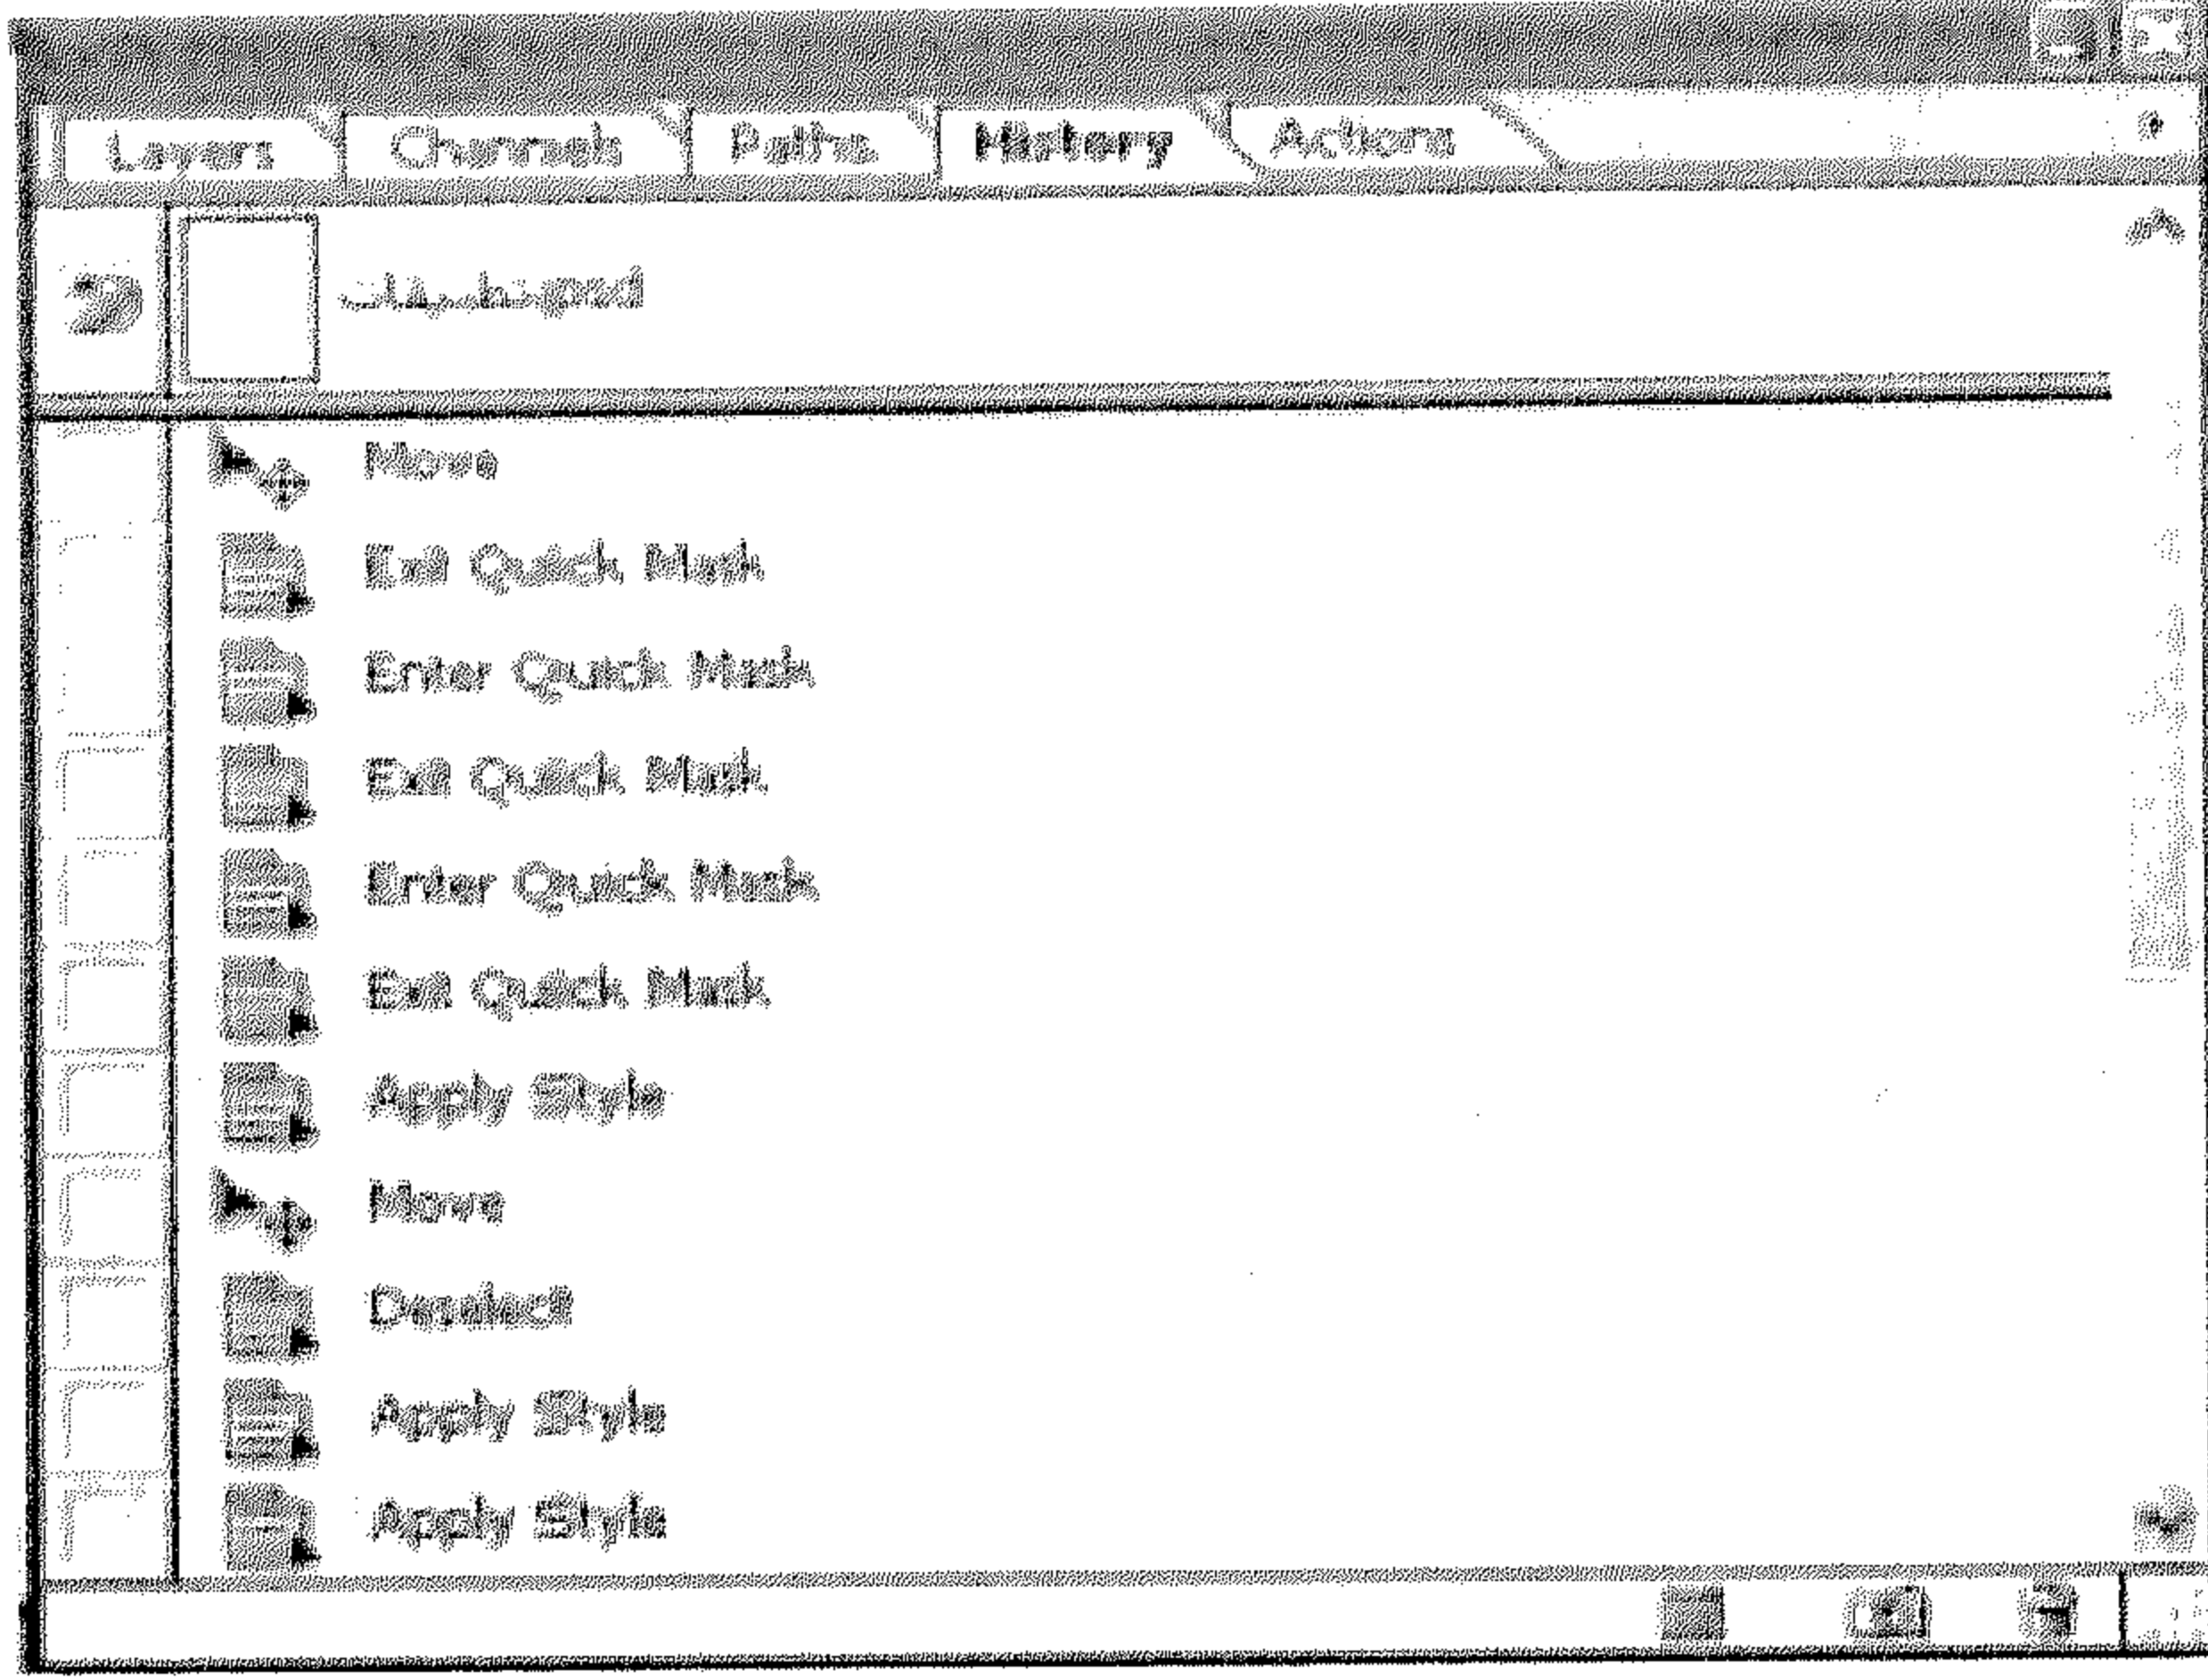 Layers Channels Paths History Actions
Move
Exit Quick Mask
Enter Quick Mask
Exit Quick Mask
Enter Quick Mask
Exit Quick Mask
Apply Style
Move
Deselect
Apply Style
Apply Style